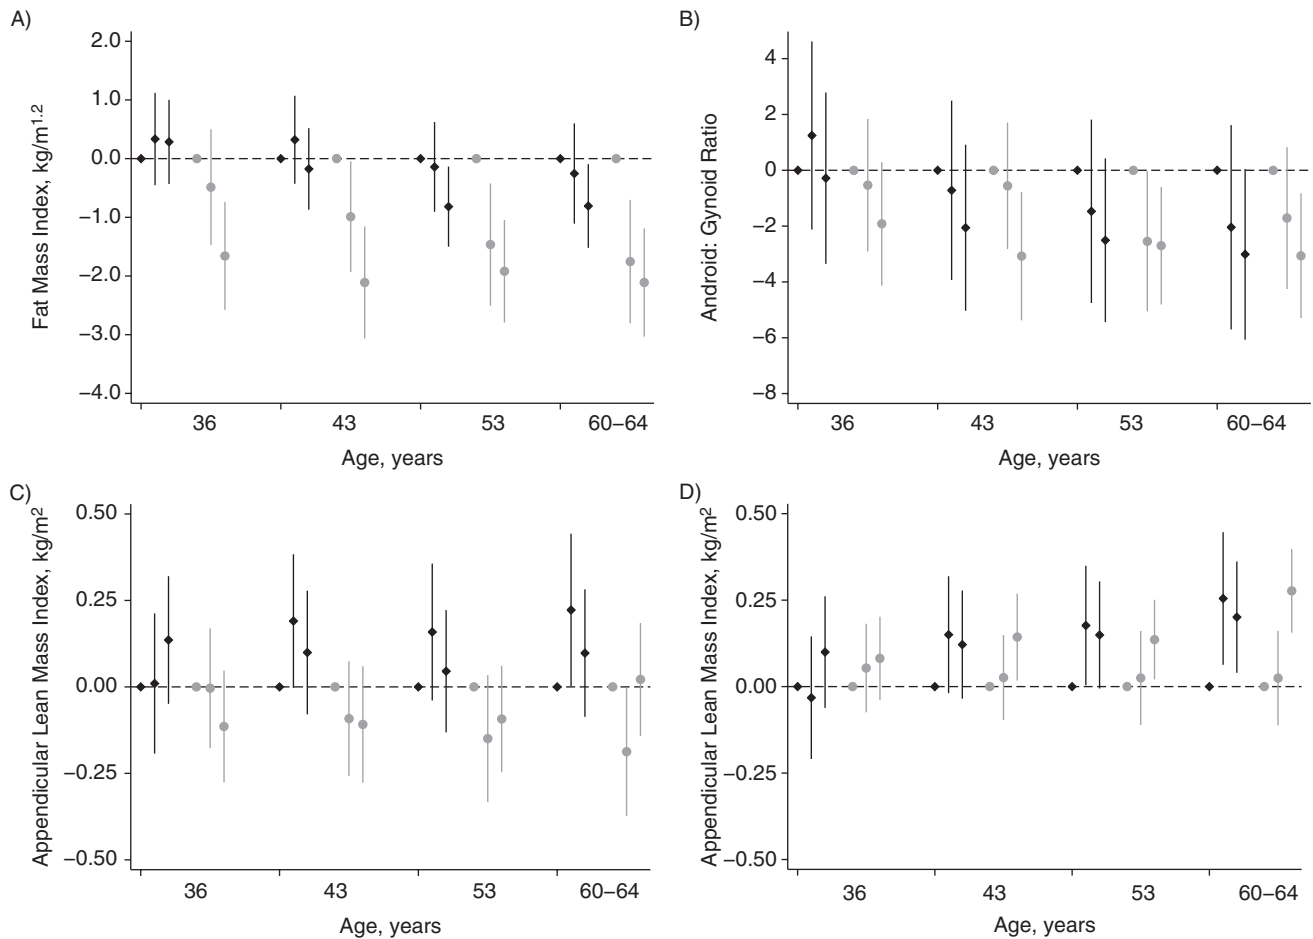 A)
Fat Mass Index, kg/m1.2
2.0
1.0
0.0
−1.0
−2.0
−3.0
−4.0
36 43 53 60–64
Age, years
B)
Android: Gynoid Ratio
4
2
0
−2
−4
−6
−8
36 43 53 60–64
Age, years
C)
Appendicular Lean Mass Index, kg/m²
0.50
0.25
0.00
−0.25
−0.50
36 43 53 60–64
Age, years
D)
Appendicular Lean Mass Index, kg/m²
0.50
0.25
0.00
−0.25
−0.50
36 43 53 60–64
Age, years